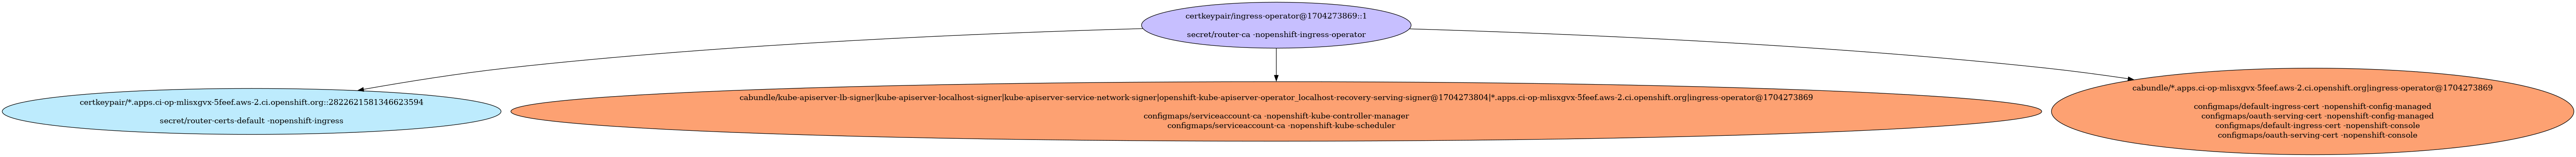 certkeypair/ingress-operator@1704273869::1
secret/router-ca -nopenshift-ingress-operator
certkeypair/*.apps.ci-op-mlisxgvx-5feef.aws-2.ci.openshift.org::2822621581346623594
secret/router-certs-default -nopenshift-ingress
cabundle/kube-apiserver-lb-signer|kube-apiserver-localhost-signer|kube-apiserver-service-network-signer|openshift-kube-apiserver-operator_localhost-recovery-serving-signer@1704273804|*.apps.ci-op-mlisxgvx-5feef.aws-2.ci.openshift.org|ingress-operator@1704273869
configmaps/serviceaccount-ca -nopenshift-kube-controller-manager
configmaps/serviceaccount-ca -nopenshift-kube-scheduler
cabundle/*.apps.ci-op-mlisxgvx-5feef.aws-2.ci.openshift.org|ingress-operator@1704273869
configmaps/default-ingress-cert -nopenshift-config-managed
configmaps/oauth-serving-cert -nopenshift-config-managed
configmaps/default-ingress-cert -nopenshift-console
configmaps/oauth-serving-cert -nopenshift-console